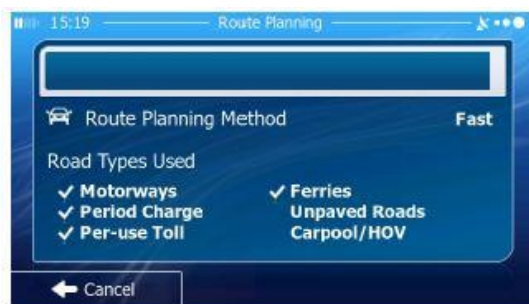 15:19 Route Planning
Route Planning Method Fast
Road Types Used
✓ Motorways ✓ Ferries
✓ Period Charge Unpaved Roads
✓ Per-use Toll Carpool/HOV
Cancel